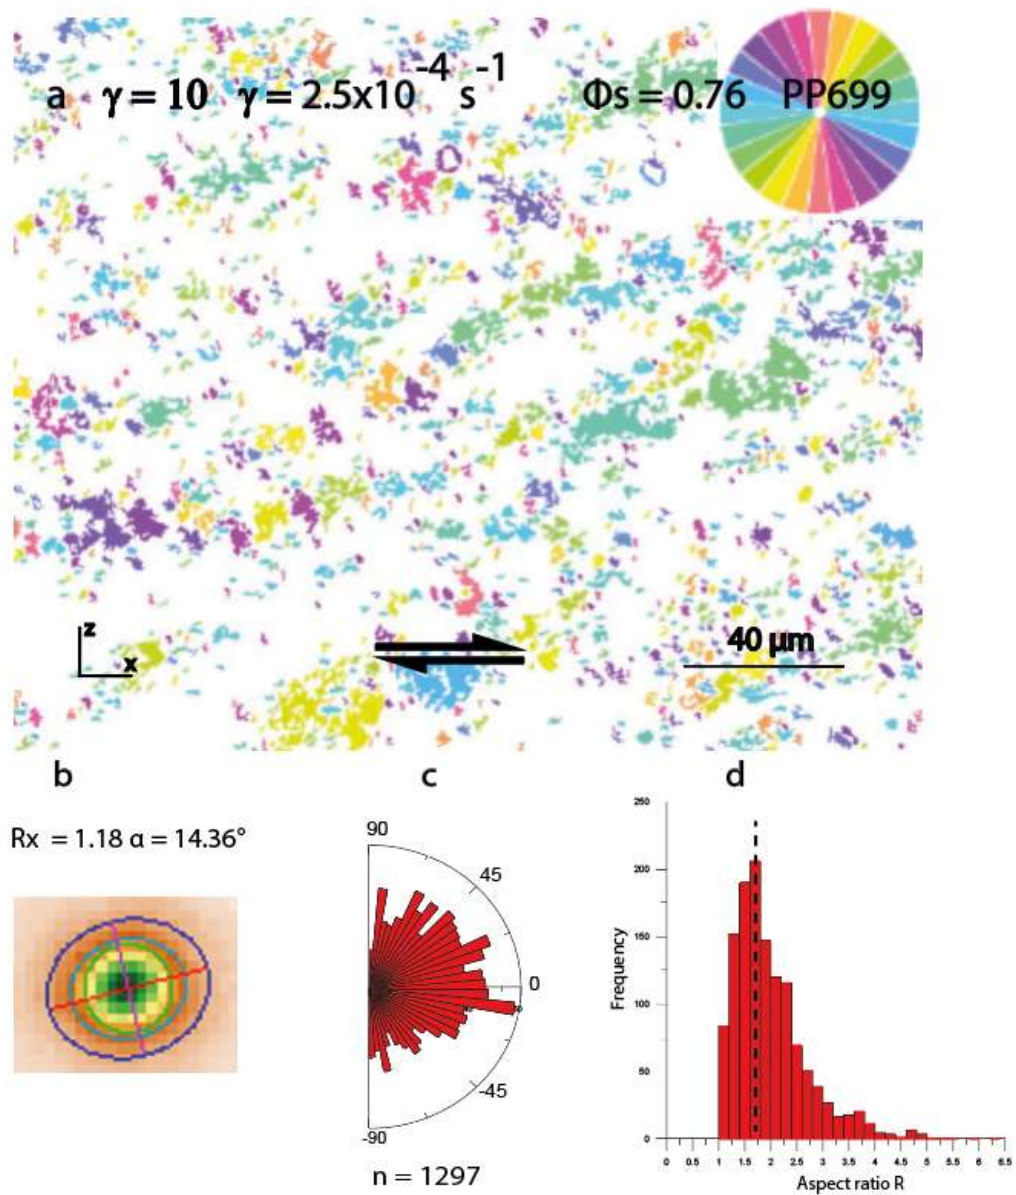 a γ = 10 γ = 2.5x10⁻⁴ s⁻¹ Φs = 0.76 PP699
z
x
40 µm
b c d
Rx = 1.18 α = 14.36°
90
45
0
-45
-90
n = 1297
250
200
150
100
50
0
Frequency
0 0.5 1 1.5 2 2.5 3 3.5 4 4.5 5 5.5 6 6.5
Aspect ratio R